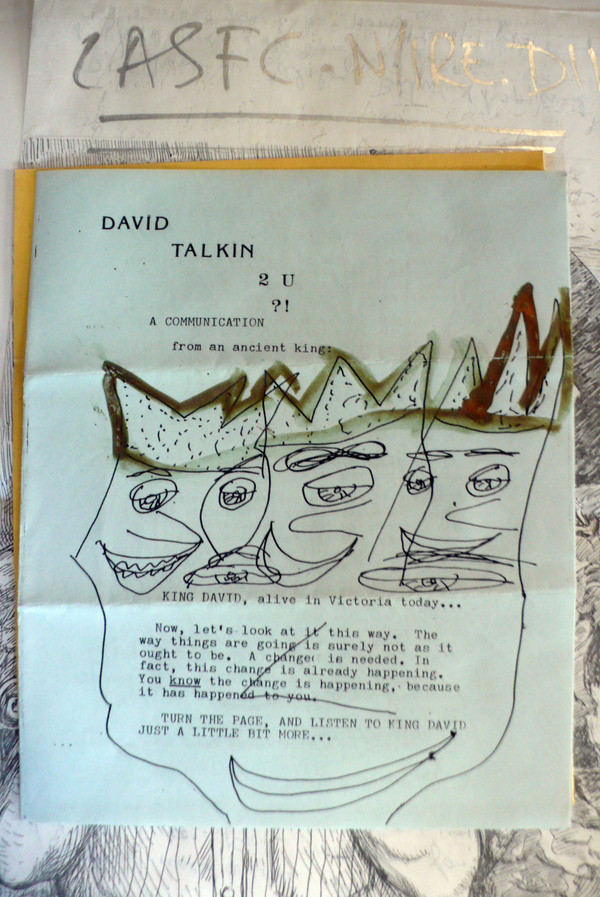 DAVID
TALKIN
2 U
?!
A COMMUNICATION
from an ancient king:
KING DAVID, alive in Victoria today...
Now, let's look at it this way. The
way things are going is surely not as it
ought to be. A change is needed. In
fact, this change is already happening.
You know the change is happening, because
it has happened to you.
TURN THE PAGE, AND LISTEN TO KING DAVID
JUST A LITTLE BIT MORE...